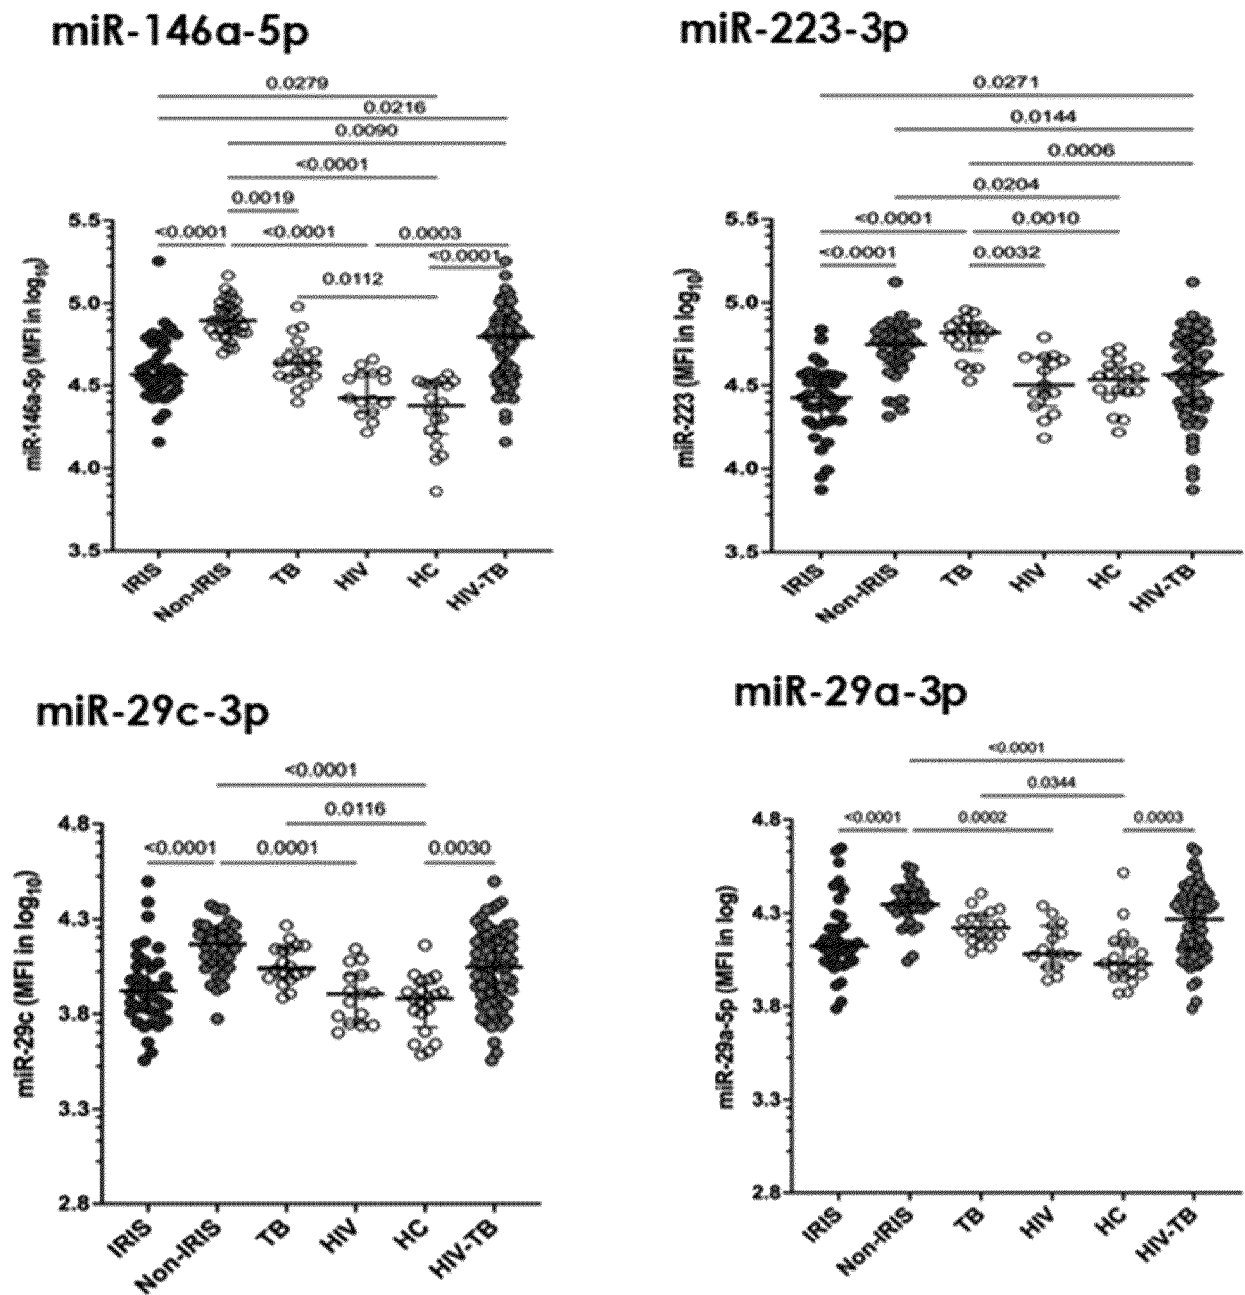 miR-146a-5p
0.0279
0.0216
0.0090
<0.0001
0.0019
<0.0001
<0.0001
0.0003
<0.0001
0.0112
5.5
5.0
4.5
4.0
3.5
miR-146a-5p (MFI in log10)
IRIS
Non-IRIS
TB
HIV
HC
HIV-TB
miR-223-3p
0.0271
0.0144
0.0006
0.0204
<0.0001
0.0010
<0.0001
0.0032
5.5
5.0
4.5
4.0
3.5
miR-223 (MFI in log10)
IRIS
Non-IRIS
TB
HIV
HC
HIV-TB
miR-29c-3p
<0.0001
0.0116
<0.0001
0.0001
0.0030
4.8
4.3
3.8
3.3
2.8
miR-29c (MFI in log10)
IRIS
Non-IRIS
TB
HIV
HC
HIV-TB
miR-29a-3p
<0.0001
0.0344
<0.0001
0.0002
0.0003
4.8
4.3
3.8
3.3
2.8
miR-29a-5p (MFI in log)
IRIS
Non-IRIS
TB
HIV
HC
HIV-TB